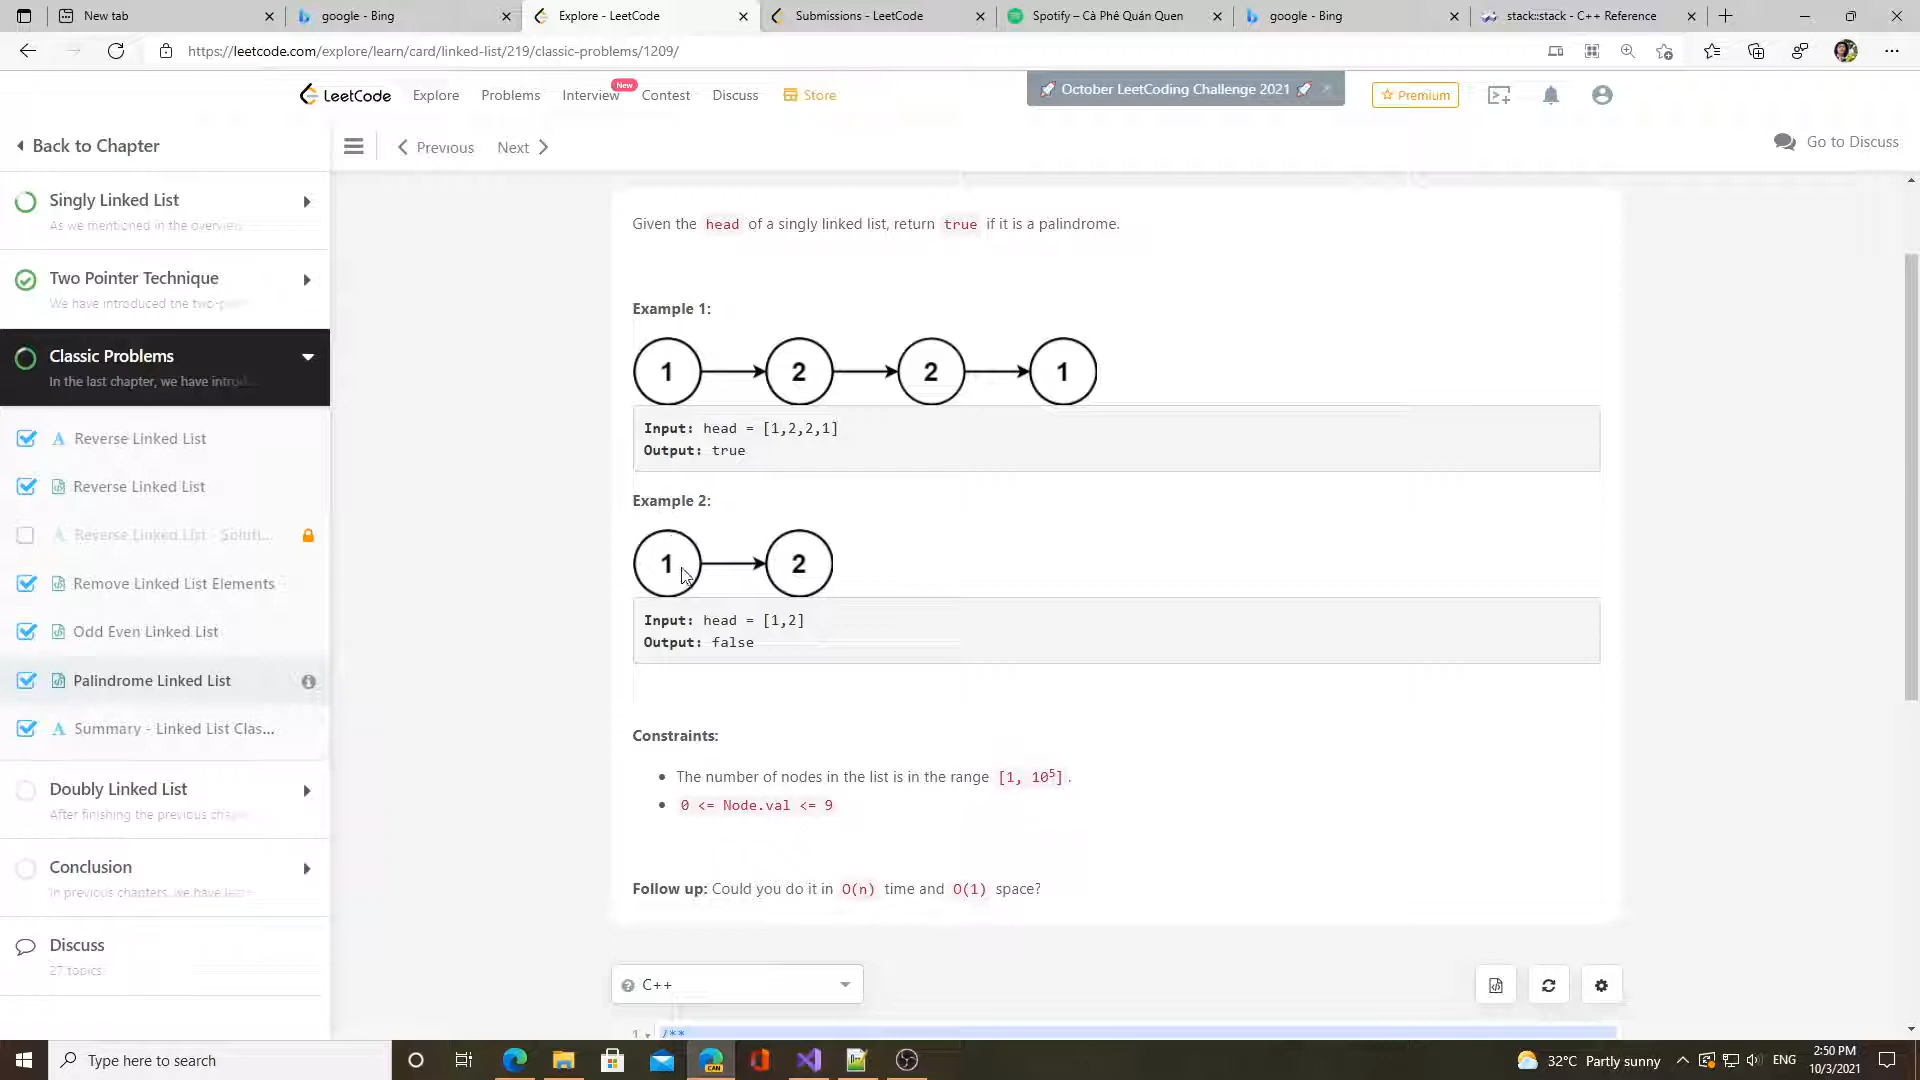 New tab
google - Bing
Explore - LeetCode
Submissions - LeetCode
Spotify – Cà Phê Quán Quen
google - Bing
stack::stack - C++ Reference
https://leetcode.com/explore/learn/card/linked-list/219/classic-problems/1209/
LeetCode
Explore
Problems
Interview
New
Contest
Discuss
Store
October LeetCoding Challenge 2021
Premium
Back to Chapter
Previous
Next
Go to Discuss
Singly Linked List
As we mentioned in the overview
Two Pointer Technique
We have introduced the two-
Classic Problems
In the last chapter, we have
Reverse Linked List
Reverse Linked List
Reverse Linked List - Soluti...
Remove Linked List Elements
Odd Even Linked List
Palindrome Linked List
Summary - Linked List Clas...
Doubly Linked List
After finishing the previous
Conclusion
In previous chapters, we have
Discuss
27 topics
Given the head of a singly linked list, return true if it is a palindrome.
Example 1:
1 2 2 1
Input: head = [1,2,2,1]
Output: true
Example 2:
1 2
Input: head = [1,2]
Output: false
Constraints:
The number of nodes in the list is in the range [1, 10⁵].
0 <= Node.val <= 9
Follow up: Could you do it in O(n) time and O(1) space?
C++
1 /**
Type here to search
CAN
32°C Partly sunny
ENG
2:50 PM
10/3/2021